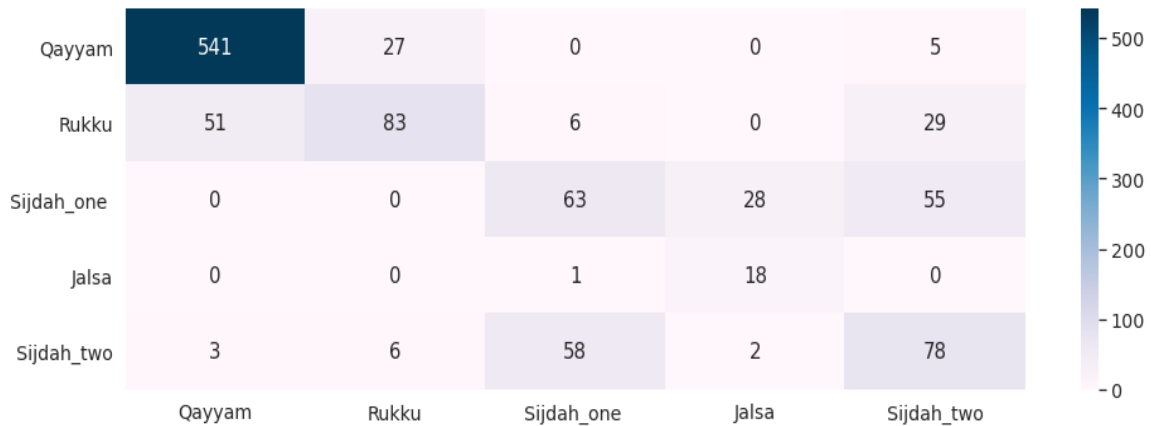 Qayyam 541 27 0 0 5
Rukku 51 83 6 0 29
Sijdah_one 0 0 63 28 55
Jalsa 0 0 1 18 0
Sijdah_two 3 6 58 2 78
Qayyam Rukku Sijdah_one Jalsa Sijdah_two
500
400
300
200
100
0